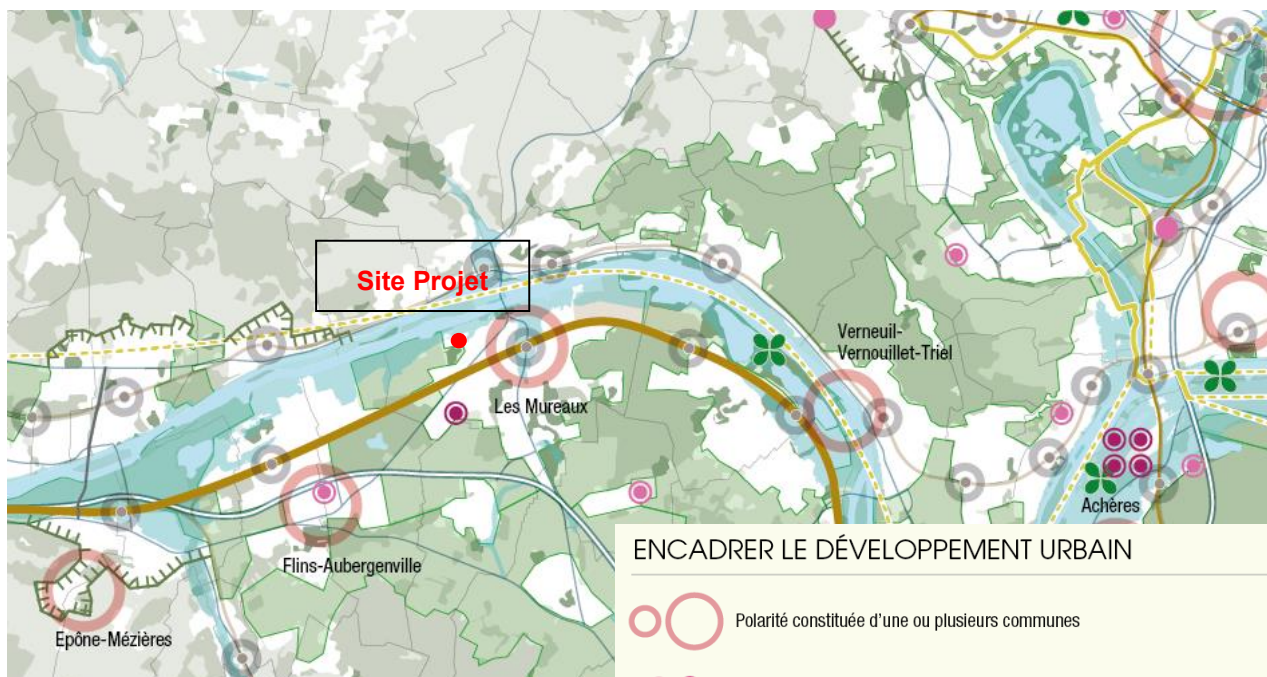 Site Projet
Verneuil-
Vernouillet-Triel
Les Mureaux
Achères
Flins-Aubergenville
Epône-Mézières
ENCADRER LE DÉVELOPPEMENT URBAIN
Polarité constituée d'une ou plusieurs communes